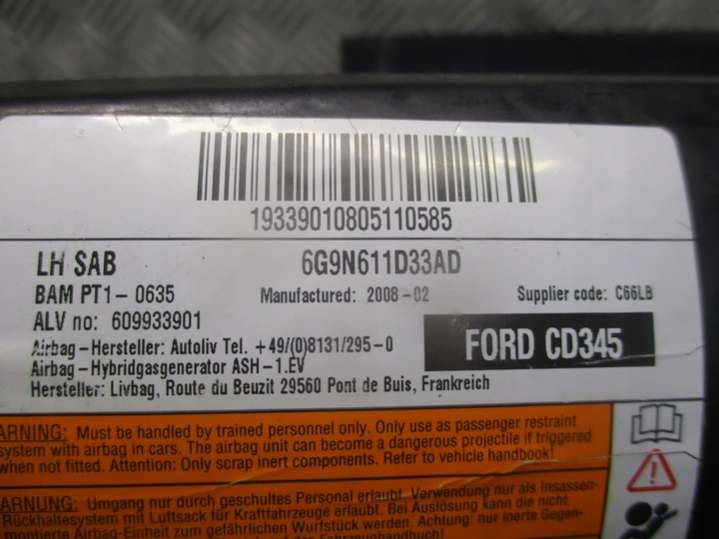 19339010805110585
LH SAB 6G9N611D33AD
BAM PT1-0635 Manufactured: 2008-02 Supplier code: C66LB
ALV no: 609933901
Airbag-Hersteller: Autoliv Tel. +49/(0)8131/295-0 FORD CD345
Airbag-Hybridgasgenerator ASH-1.EV
Hersteller: Livbag, Route du Beuzit 29560 Pont de Buis, Frankreich
ARNING: Must be handled by trained personnel only. Only use as passenger restraint
system with airbag in cars. The airbag unit can become a dangerous projectile if triggered
when not fitted. Attention: Only scrap inert components. Refer to vehicle handbook!
ARNUNG: Umgang nur durch geschultes Personal erlaubt. Verwendung nur als Insassen-
Rückhaltesystem mit Luftsack für Kraftfahrzeuge erlaubt. Bei Auslösung kann die nicht
montierte Airbag-Einheit zum gefährlichen Wurfstück werden. Achtung: nur inerte Gegen-